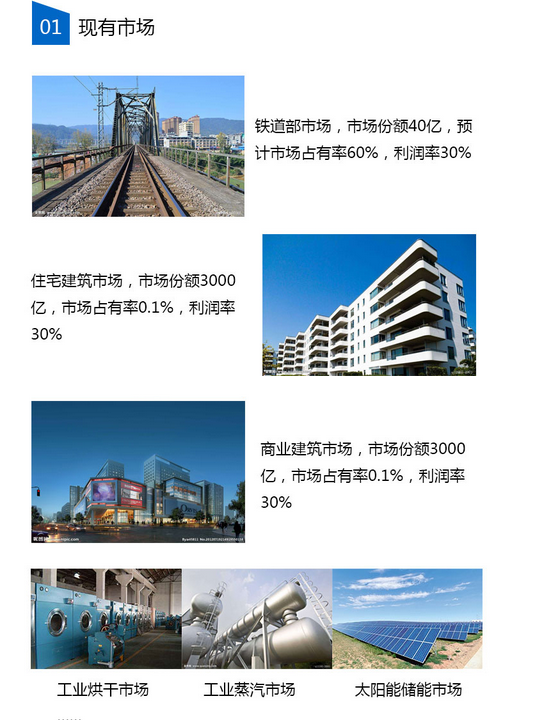 01 现有市场
铁道部市场，市场份额40亿，预
计市场占有率60%，利润率30%
住宅建筑市场，市场份额3000
亿，市场占有率0.1%，利润率
30%
商业建筑市场，市场份额3000
亿，市场占有率0.1%，利润率
30%
工业烘干市场
工业蒸汽市场
太阳能储能市场
……